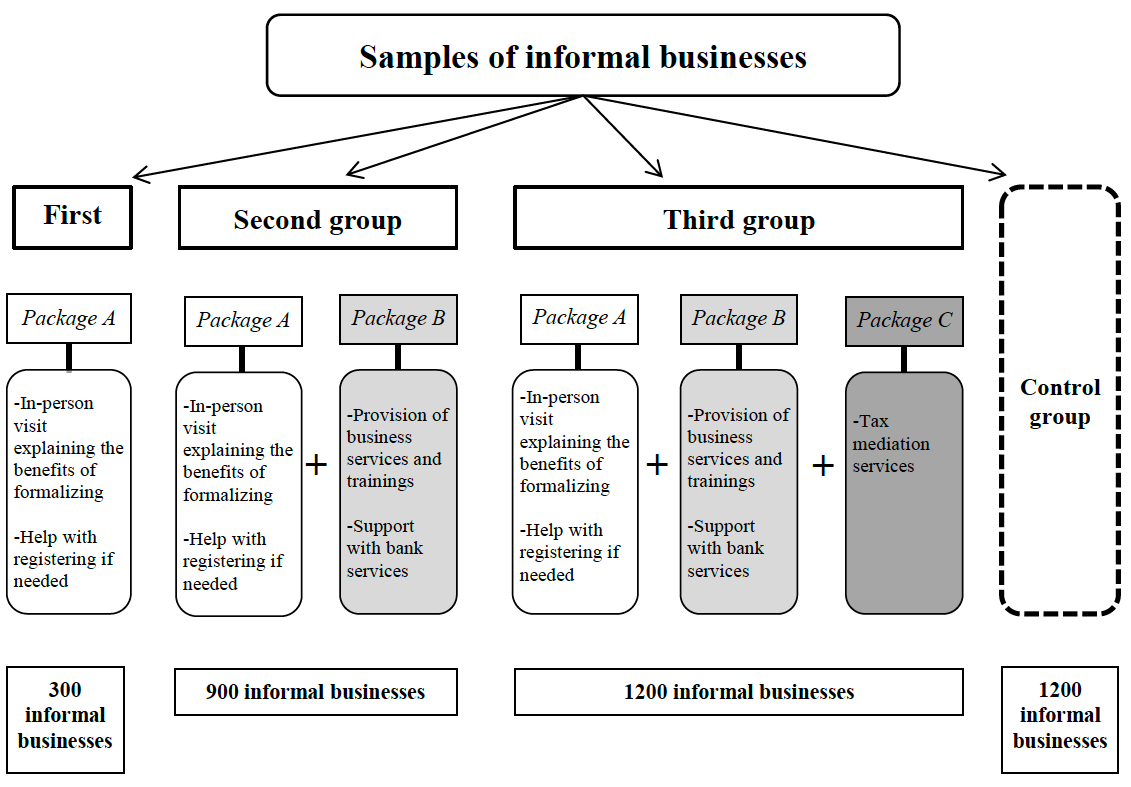 Samples of informal businesses
First
Second group
Third group
Package A
Package A
Package B
Package A
Package B
Package C
-In-person
visit
explaining the
benefits of
formalizing
-Help with
registering if
needed
-In-person
visit
explaining the
benefits of
formalizing
-Help with
registering if
needed
+
-Provision of
business
services and
trainings
-Support
with bank
services
-In-person
visit
explaining the
benefits of
formalizing
-Help with
registering if
needed
+
-Provision of
business
services and
trainings
-Support
with bank
services
+
-Tax
mediation
services
Control
group
300
informal
businesses
900 informal businesses
1200 informal businesses
1200
informal
businesses